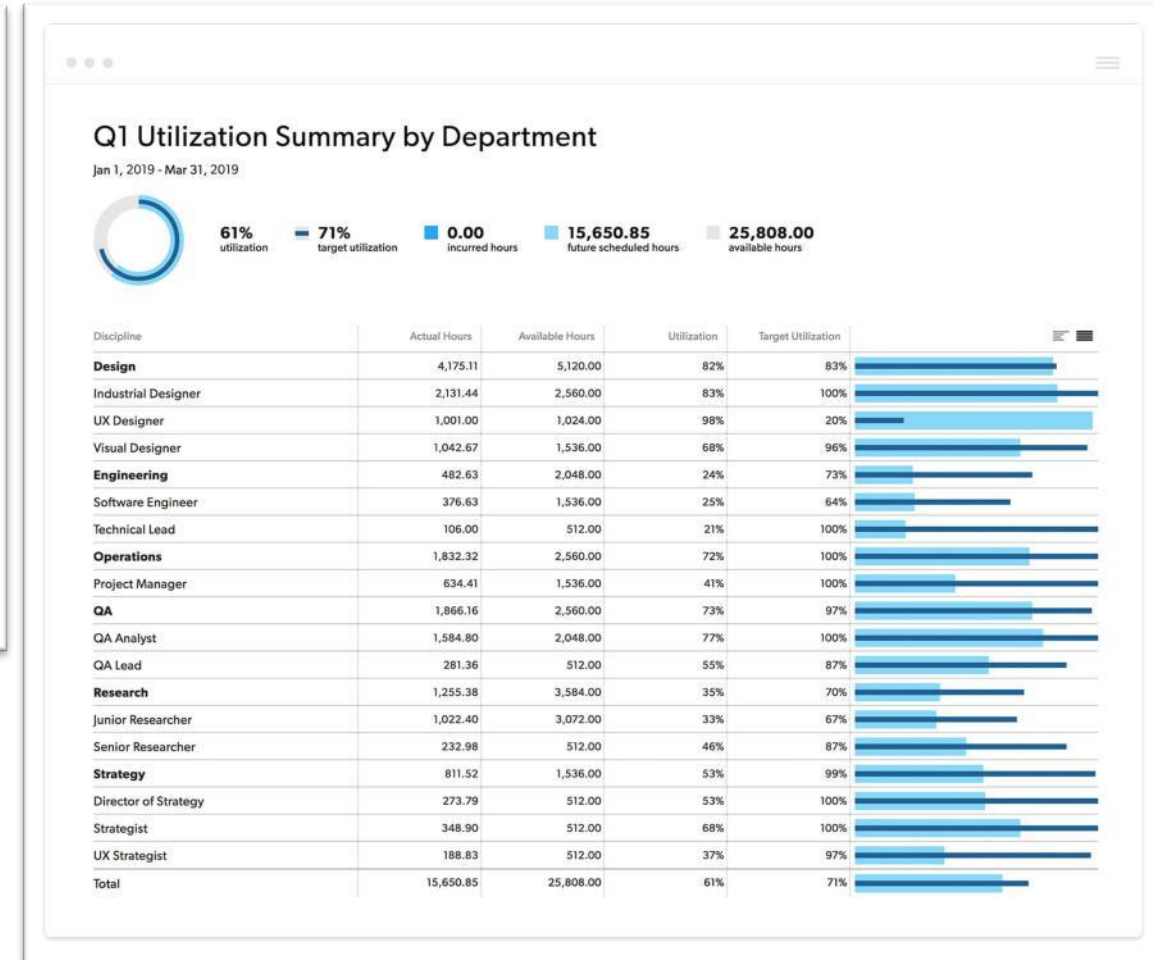 Q1 Utilization Summary by Department
Jan 1, 2019 - Mar 31, 2019
61% 71% 0.00 15,650.85 25,808.00
utilization target utilization incurred hours future scheduled hours available hours
Discipline Actual Hours Available Hours Utilization Target Utilization
Design 4,175.11 5,120.00 82% 83%
Industrial Designer 2,131.44 2,560.00 83% 100%
UX Designer 1,001.00 1,024.00 98% 20%
Visual Designer 1,042.67 1,536.00 68% 96%
Engineering 482.63 2,048.00 24% 73%
Software Engineer 376.63 1,536.00 25% 64%
Technical Lead 106.00 512.00 21% 100%
Operations 1,832.32 2,560.00 72% 100%
Project Manager 634.41 1,536.00 41% 100%
QA 1,866.16 2,560.00 73% 97%
QA Analyst 1,584.80 2,048.00 77% 100%
QA Lead 281.36 512.00 55% 87%
Research 1,255.38 3,584.00 35% 70%
Junior Researcher 1,022.40 3,072.00 33% 67%
Senior Researcher 232.98 512.00 46% 87%
Strategy 811.52 1,536.00 53% 99%
Director of Strategy 273.79 512.00 53% 100%
Strategist 348.90 512.00 68% 100%
UX Strategist 188.83 512.00 37% 97%
Total 15,650.85 25,808.00 61% 71%